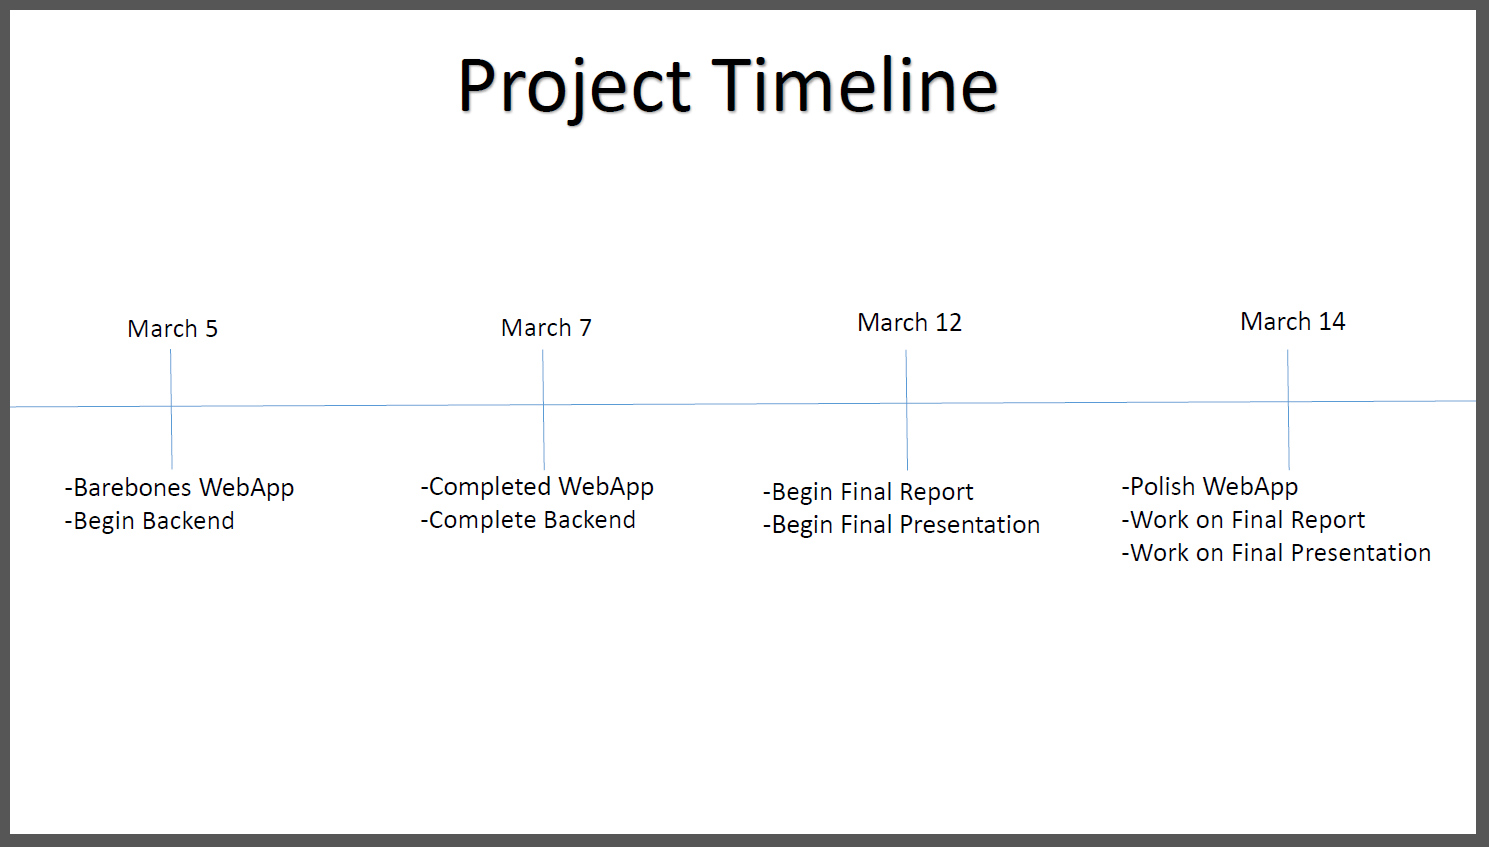 Project Timeline
March 5
March 7
March 12
March 14
-Barebones WebApp
-Begin Backend
-Completed WebApp
-Complete Backend
-Begin Final Report
-Begin Final Presentation
-Polish WebApp
-Work on Final Report
-Work on Final Presentation